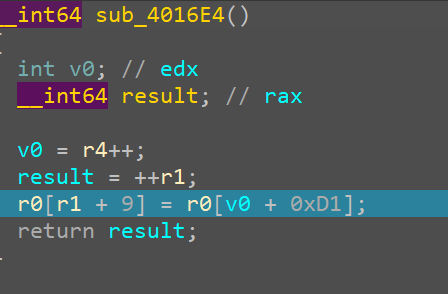 __int64 sub_4016E4()
{
int v0; // edx
__int64 result; // rax
v0 = r4++;
result = ++r1;
r0[r1 + 9] = r0[v0 + 0xD1];
return result;
}